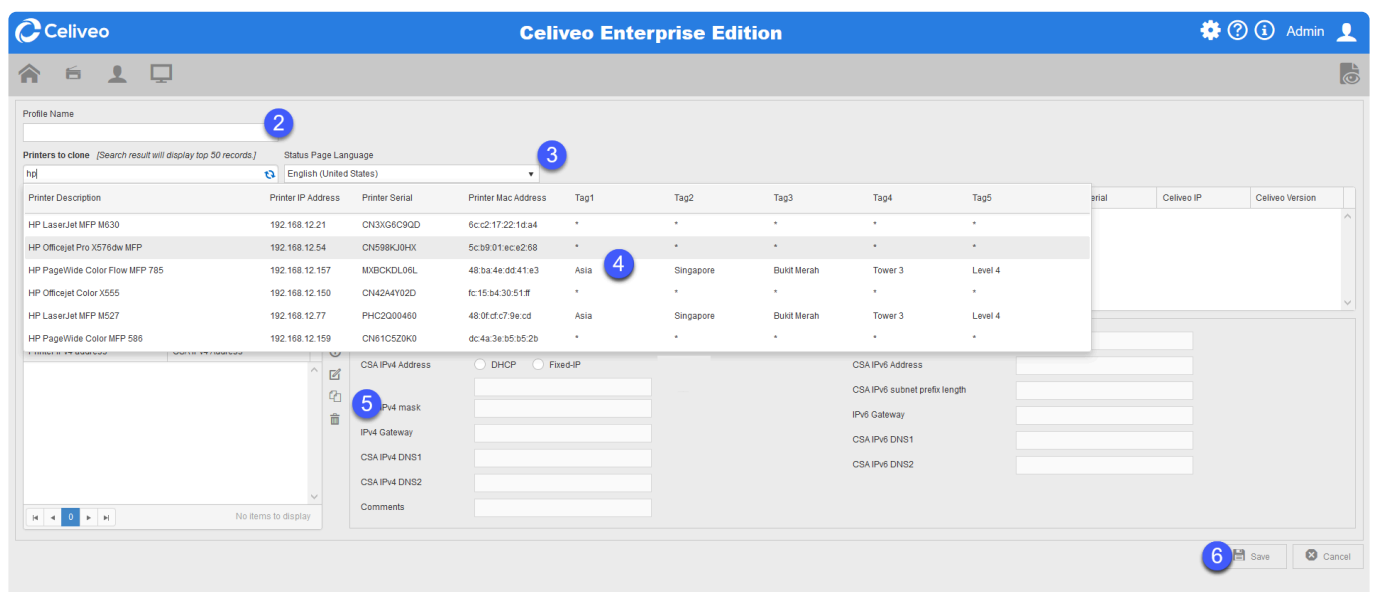 Celiveo
Celiveo Enterprise Edition
Admin
Profile Name
2
Printers to clone [Search result will display top 50 records.] Status Page Language
3
hp English (United States)
Printer Description Printer IP Address Printer Serial Printer Mac Address Tag1 Tag2 Tag3 Tag4 Tag5 erial Celiveo IP Celiveo Version
HP LaserJet MFP M630 192.168.12.21 CN3XG6C9QD 6c:c2:17:22:1d:a4 * * * * *
HP Officejet Pro X576dw MFP 192.168.12.54 CN598KJ0HX 5c:b9:01:ec:e2:68 * * * * *
4
HP PageWide Color Flow MFP 785 192.168.12.157 MXBCKDL06L 48:ba:4e:dd:41:e3 Asia Singapore Bukit Merah Tower 3 Level 4
HP Officejet Color X555 192.168.12.150 CN42A4Y02D fc:15:b4:30:51:ff * * * * *
HP LaserJet MFP M527 192.168.12.77 PHC2Q00460 48:0f:cf:c7:9e:cd Asia Singapore Bukit Merah Tower 3 Level 4
HP PageWide Color MFP 586 192.168.12.159 CN61C5Z0K0 dc:4a:3e:b5:b5:2b * * * * *
CSA IPv4 Address DHCP Fixed-IP CSA IPv6 Address
CSA IPv6 subnet prefix length
5
IPv4 mask
IPv6 Gateway
IPv4 Gateway
CSA IPv6 DNS1
CSA IPv4 DNS1
CSA IPv6 DNS2
CSA IPv4 DNS2
Comments
0 No items to display
6 Save Cancel